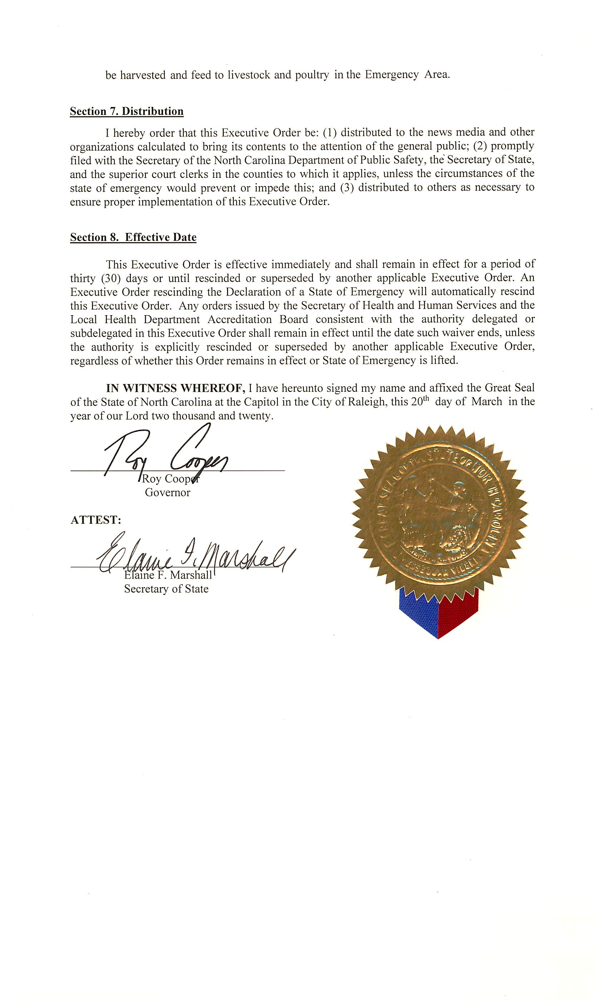 be harvested and feed to livestock and poultry in the Emergency Area.
Section 7. Distribution
I hereby order that this Executive Order be: (1) distributed to the news media and other
organizations calculated to bring its contents to the attention of the general public; (2) promptly
filed with the Secretary of the North Carolina Department of Public Safety, the Secretary of State,
and the superior court clerks in the counties to which it applies, unless the circumstances of the
state of emergency would prevent or impede this; and (3) distributed to others as necessary to
ensure proper implementation of this Executive Order.
Section 8. Effective Date
This Executive Order is effective immediately and shall remain in effect for a period of
thirty (30) days or until rescinded or superseded by another applicable Executive Order. An
Executive Order rescinding the Declaration of a State of Emergency will automatically rescind
this Executive Order. Any orders issued by the Secretary of Health and Human Services and the
Local Health Department Accreditation Board consistent with the authority delegated or
subdelegated in this Executive Order shall remain in effect until the date such waiver ends, unless
the authority is explicitly rescinded or superseded by another applicable Executive Order,
regardless of whether this Order remains in effect or State of Emergency is lifted.
IN WITNESS WHEREOF, I have hereunto signed my name and affixed the Great Seal
of the State of North Carolina at the Capitol in the City of Raleigh, this 20th day of March in the
year of our Lord two thousand and twenty.
Roy Cooper
Roy Cooper
Governor
ATTEST:
Elaine F. Marshall
Elaine F. Marshall
Secretary of State
GREAT SEAL OF THE STATE OF NORTH CAROLINA
ESSE QUAM VIDERI